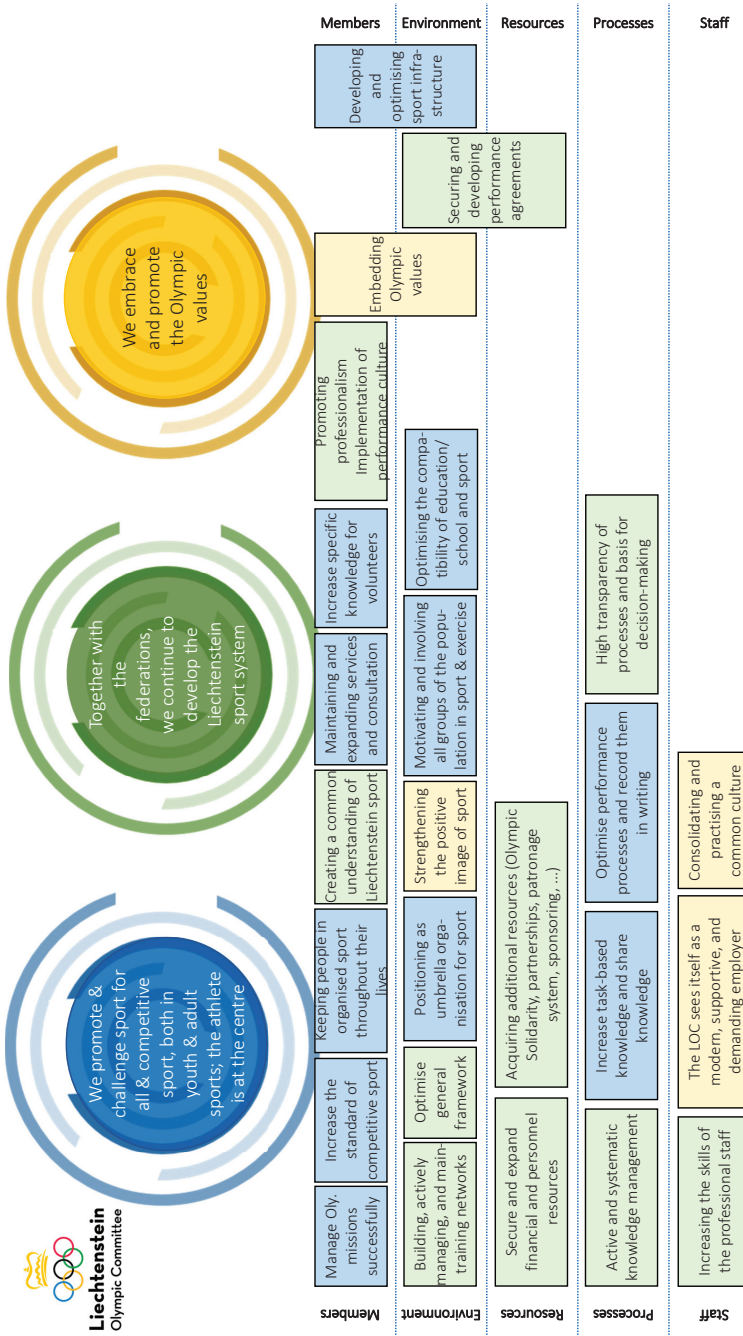 Liechtenstein
Olympic Committee
We promote &
challenge sport for
all & competitive
sport, both in
youth & adult
sports; the athlete
is at the centre
Together with
the
federations,
we continue to
develop the
Liechtenstein
sport system
We embrace
and promote
the Olympic
values
Members
Manage Oly.
missions
successfully
Increase the
standard of
competitive sport
Keeping people in
organised sport
throughout their
lives
Creating a common
understanding of
Liechtenstein sport
Maintaining and
expanding services
and consultation
Increase specific
knowledge for
volunteers
Promoting
professionalism
Implementation of
performance culture
Embedding
Olympic
values
Developing
and
optimising
sport infra-
structure
Members
Environment
Building, actively
managing, and main-
training networks
Optimise
general
framework
Positioning as
umbrella orga-
nisation for sport
Strengthening
the positive
image of sport
Motivating and involving
all groups of the popu-
lation in sport & exercise
Optimising the compa-
tibility of education/
school and sport
Securing and
developing
performance
agreements
Environment
Resources
Secure and expand
financial and personnel
resources
Acquiring additional resources (Olympic
Solidarity, partnerships, patronage
system, sponsoring, ...)
Resources
Processes
Active and systematic
knowledge management
Increase task-based
knowledge and share
knowledge
Optimise performance
processes and record them
in writing
High transparency of
processes and basis for
decision-making
Processes
Staff
Increasing the skills of
the professional staff
The LOC sees itself as a
modern, supportive, and
demanding employer
Consolidating and
practising a
common culture
Staff